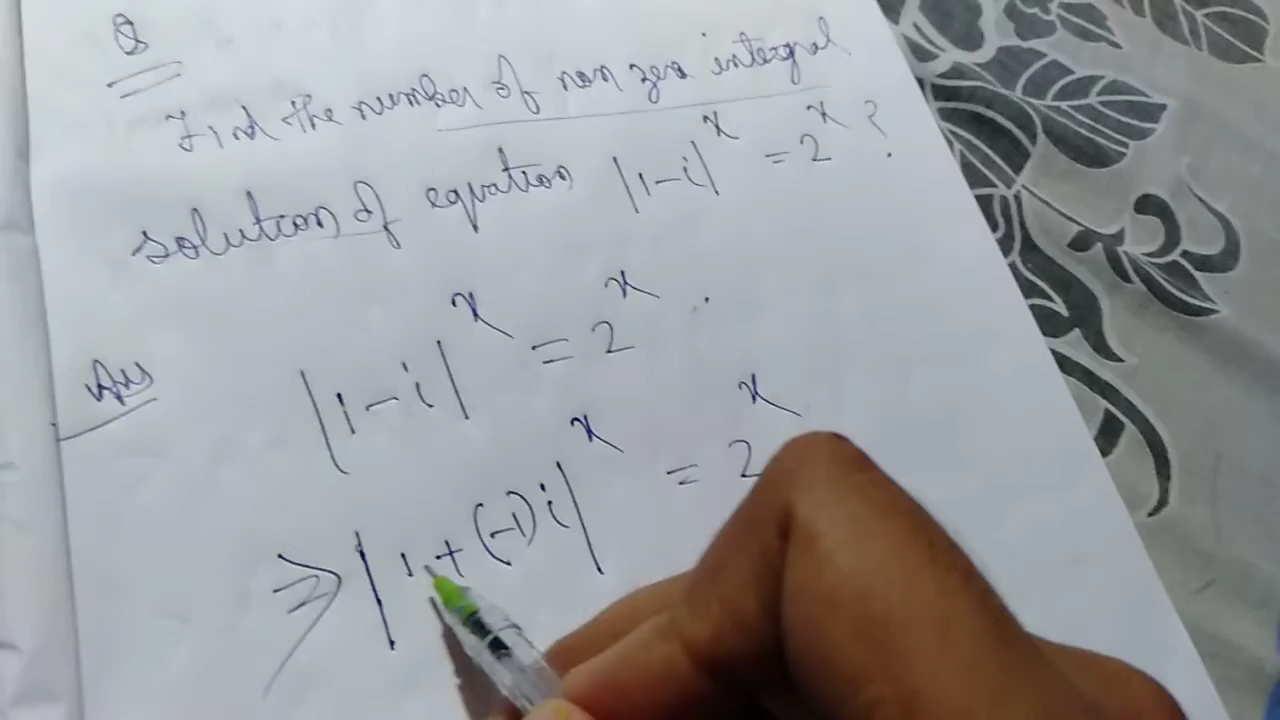 Q
Find the number of non zero integral
solution of equation |1-i|^x = 2^x ?
Ans |1-i|^x = 2^x .
⇒ |1+(-1)i|^x = 2^x